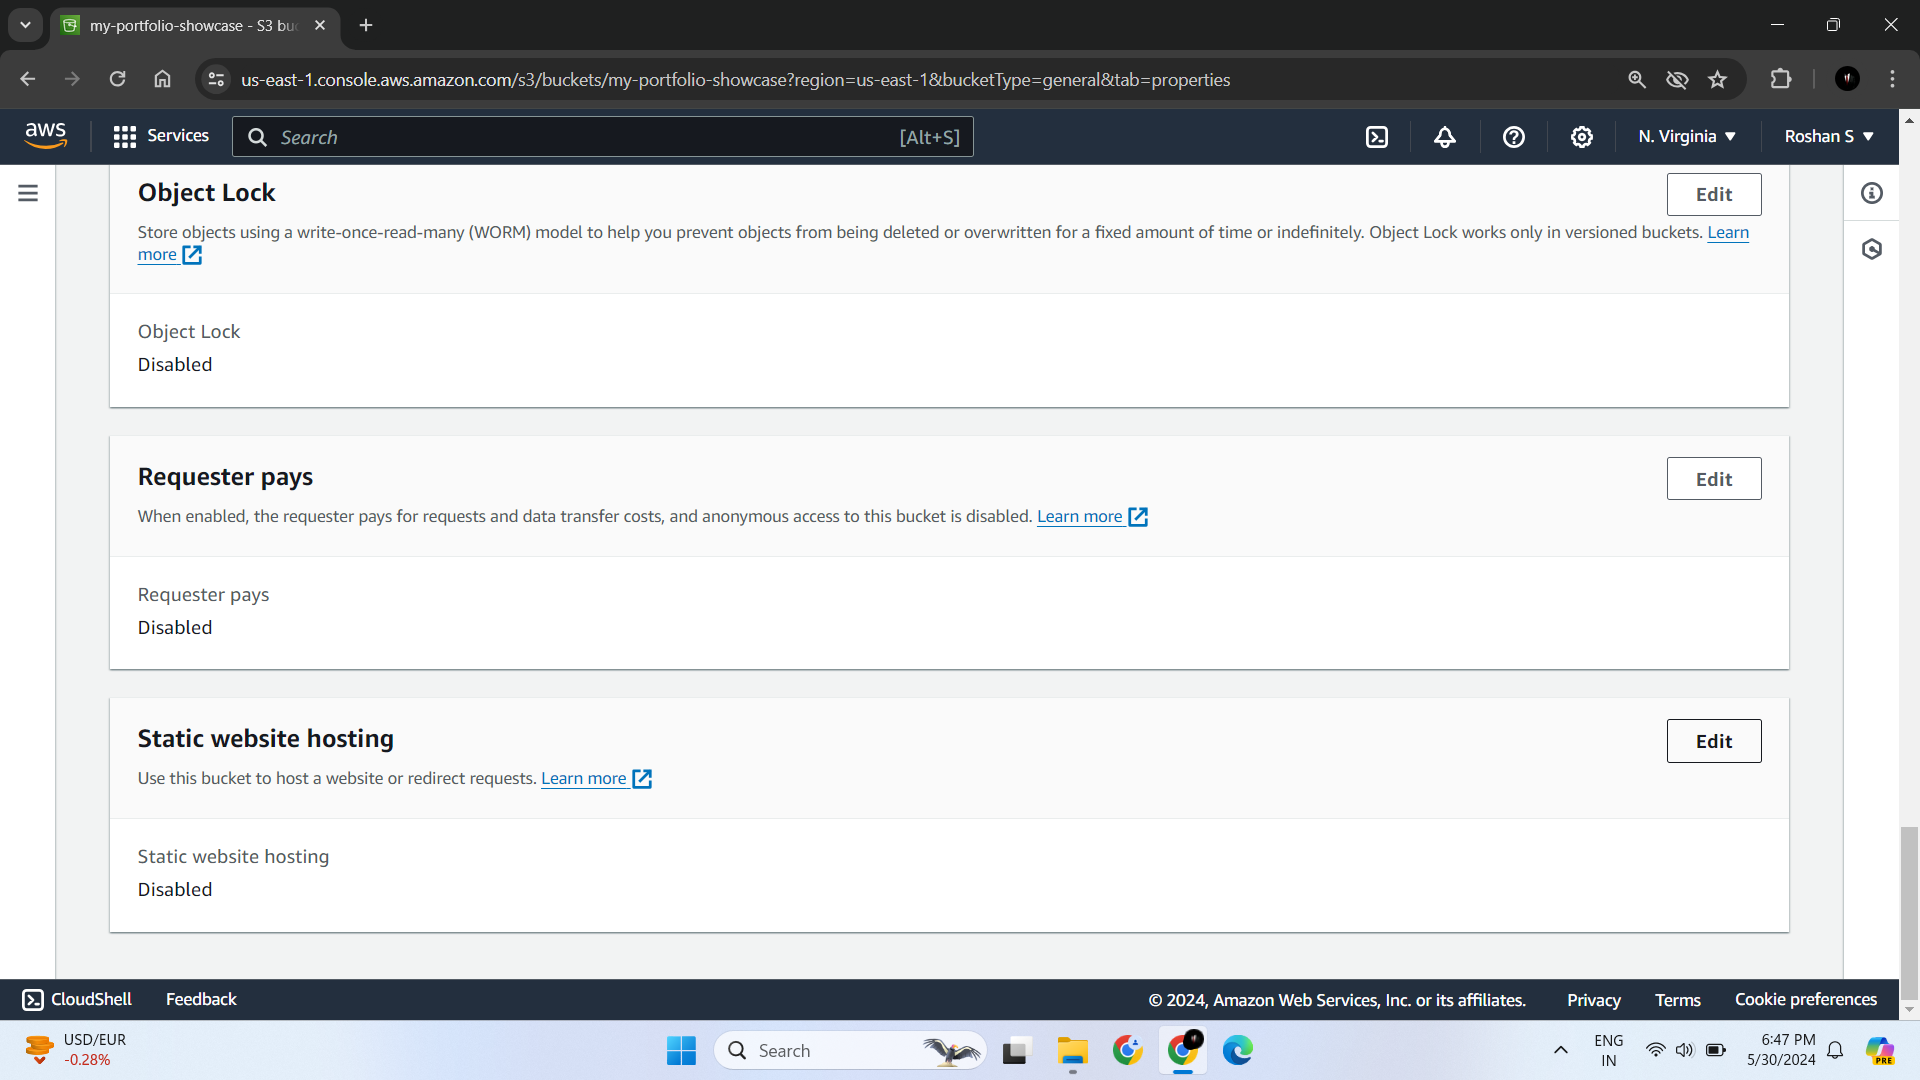 my-portfolio-showcase - S3 buc
us-east-1.console.aws.amazon.com/s3/buckets/my-portfolio-showcase?region=us-east-1&bucketType=general&tab=properties
aws Services Search [Alt+S] N. Virginia ▼ Roshan S ▼
Object Lock Edit
Store objects using a write-once-read-many (WORM) model to help you prevent objects from being deleted or overwritten for a fixed amount of time or indefinitely. Object Lock works only in versioned buckets. Learn
more
Object Lock
Disabled
Requester pays Edit
When enabled, the requester pays for requests and data transfer costs, and anonymous access to this bucket is disabled. Learn more
Requester pays
Disabled
Static website hosting Edit
Use this bucket to host a website or redirect requests. Learn more
Static website hosting
Disabled
CloudShell Feedback © 2024, Amazon Web Services, Inc. or its affiliates. Privacy Terms Cookie preferences
USD/EUR
-0.28%
Search
ENG
IN
6:47 PM
5/30/2024
PRE